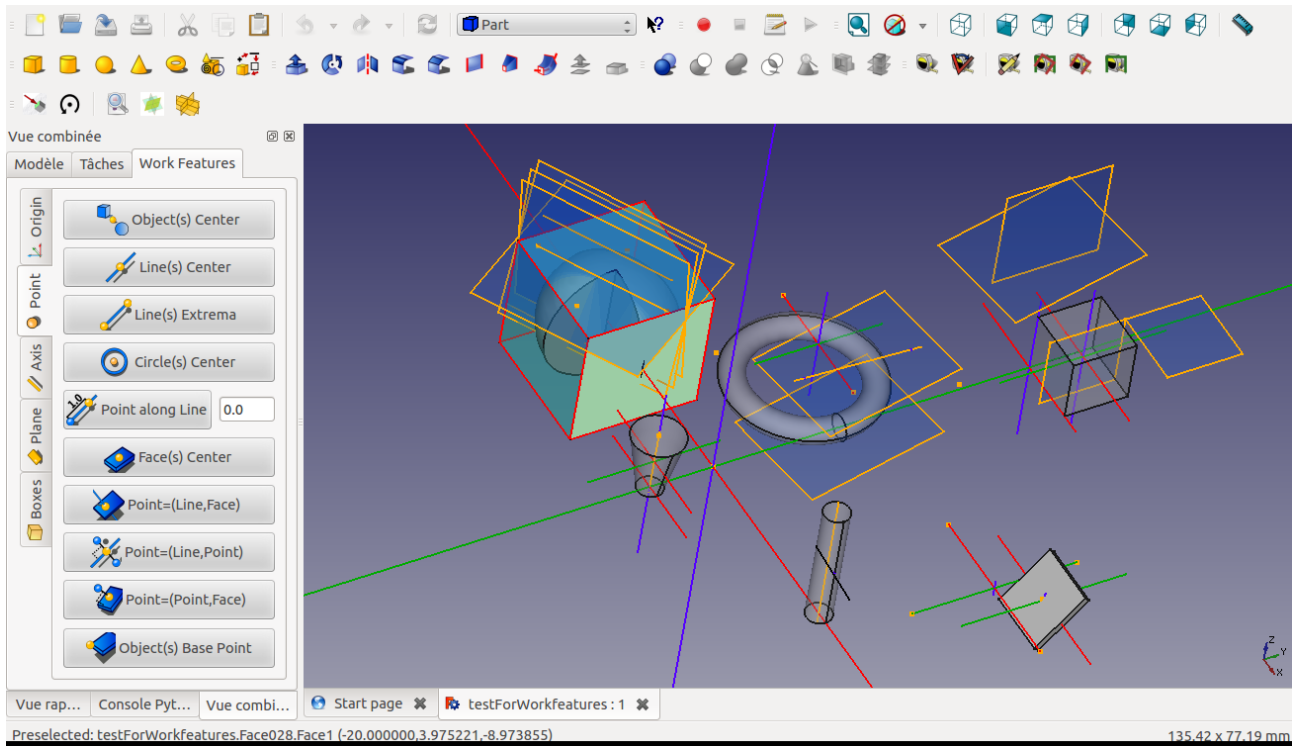 Part
Vue combinée
Modèle Tâches Work Features
Origin
Point
Axis
Plane
Boxes
Object(s) Center
Line(s) Center
Line(s) Extrema
Circle(s) Center
1.0
Point along Line 0.0
Face(s) Center
Point=(Line,Face)
Point=(Line,Point)
Point=(Point,Face)
Object(s) Base Point
Z
Y
X
Vue rap... Console Pyt... Vue combi...
Start page testForWorkfeatures : 1
Preselected: testForWorkfeatures.Face028.Face1 (-20.000000,3.975221,-8.973855) 135.42 x 77.19 mm